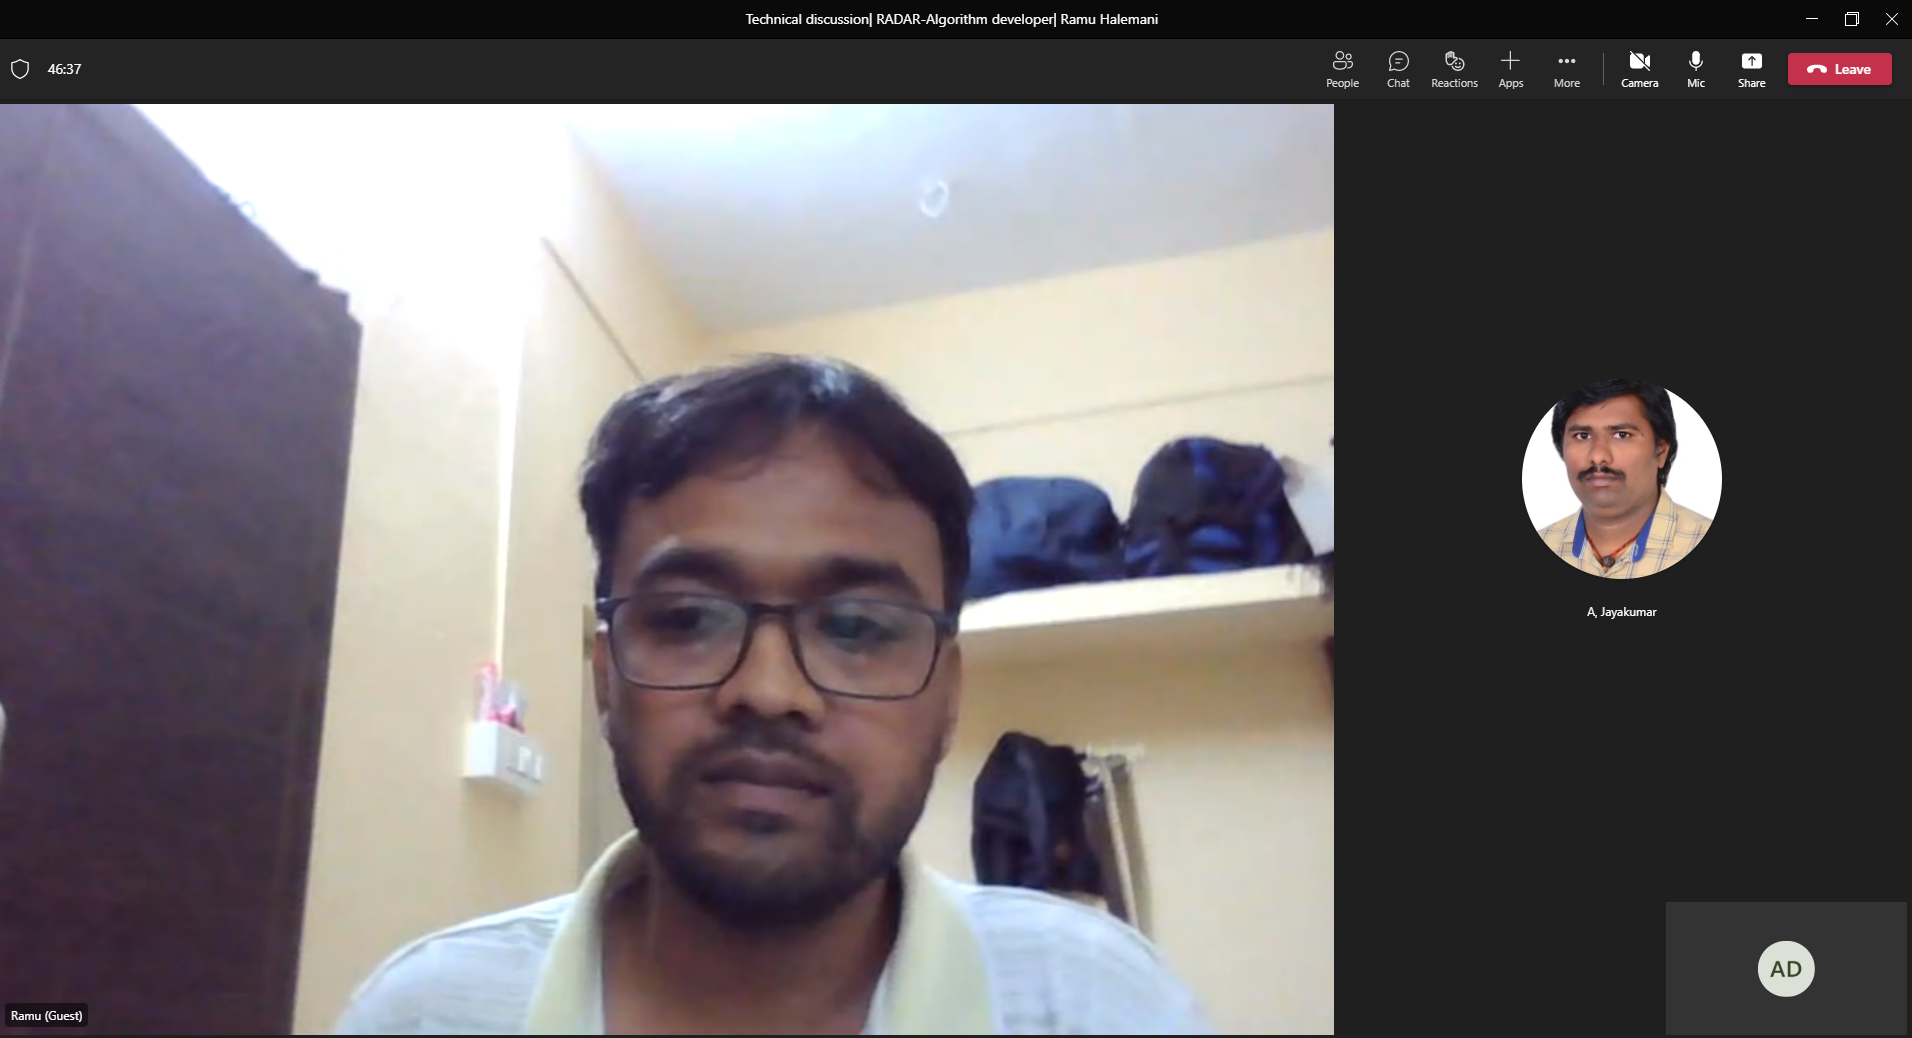 Technical discussion| RADAR-Algorithm developer| Ramu Halemani
46:37
People
Chat
Reactions
Apps
More
Camera
Mic
Share
Leave
A, Jayakumar
AD
Ramu (Guest)